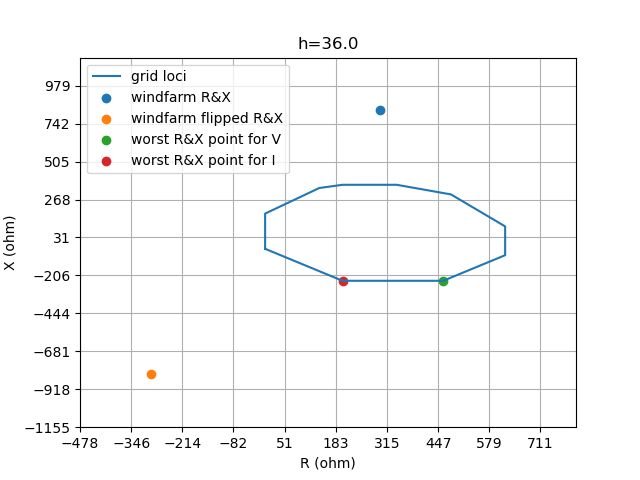 h=36.0
grid loci
windfarm R&X
windfarm flipped R&X
worst R&X point for V
worst R&X point for I
X (ohm)
979
742
505
268
31
−206
−444
−681
−918
−1155
−478 −346 −214 −82 51 183 315 447 579 711
R (ohm)